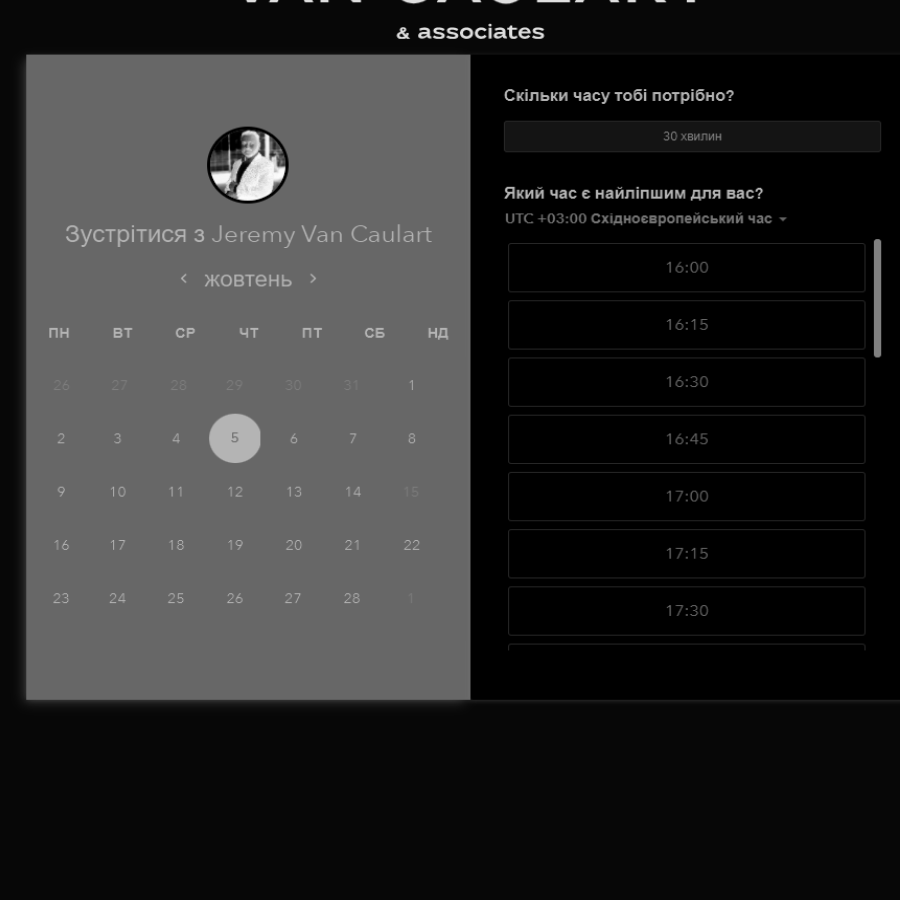 VAN CAULART
& associates
Зустрітися з Jeremy Van Caulart
жовтень
ПН ВТ СР ЧТ ПТ СБ НД
26 27 28 29 30 31 1
2 3 4 5 6 7 8
9 10 11 12 13 14 15
16 17 18 19 20 21 22
23 24 25 26 27 28 1
Скільки часу тобі потрібно?
30 хвилин
Який час є найліпшим для вас?
UTC +03:00 Східноєвропейський час
16:00
16:15
16:30
16:45
17:00
17:15
17:30